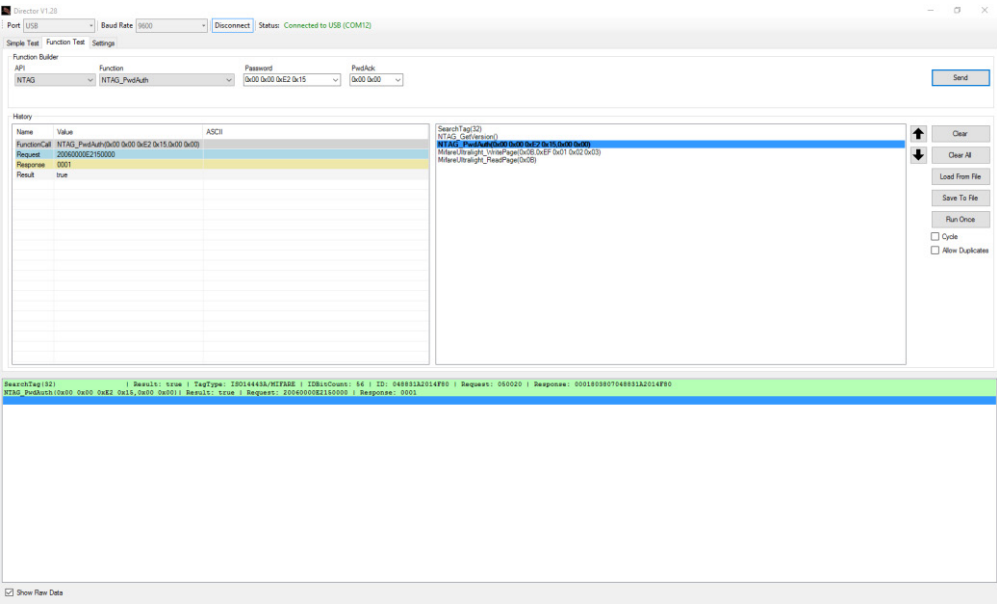 Director V1.20
Port USB Baud Rate 9600 Disconnect Status: Connected to USB (COM12)
Simple Test Function Test Settings
Function Builder
API Function Password PwdAck
NTAG NTAG_PwdAuth 0x00 0x00 0xE2 0x15 0x00 0x00 Send
History
Name Value ASCII
FunctionCall NTAG_PwdAuth(0x00 0x00 0xE2 0x15,0x00 0x00)
Request 20060000E2150000
Response 0001
Result true
SearchTag(32)
NTAG_GetVersion()
NTAG_PwdAuth(0x00 0x00 0xE2 0x15,0x00 0x00)
MifareUltralight_WritePage(0x0B,0xEF 0x01 0x02 0x03)
MifareUltralight_ReadPage(0x0B)
Clear
Clear All
Load From File
Save To File
Run Once
Cycle
Allow Duplicates
SearchTag(32) | Result: true | TagType: ISO14443A/MIFARE | IDBitCount: 56 | ID: 048831A2014F80 | Request: 050020 | Response: 0001803807048831A2014F80
NTAG_PwdAuth(0x00 0x00 0xE2 0x15,0x00 0x00)| Result: true | Request: 20060000E2150000 | Response: 0001
Show Raw Data